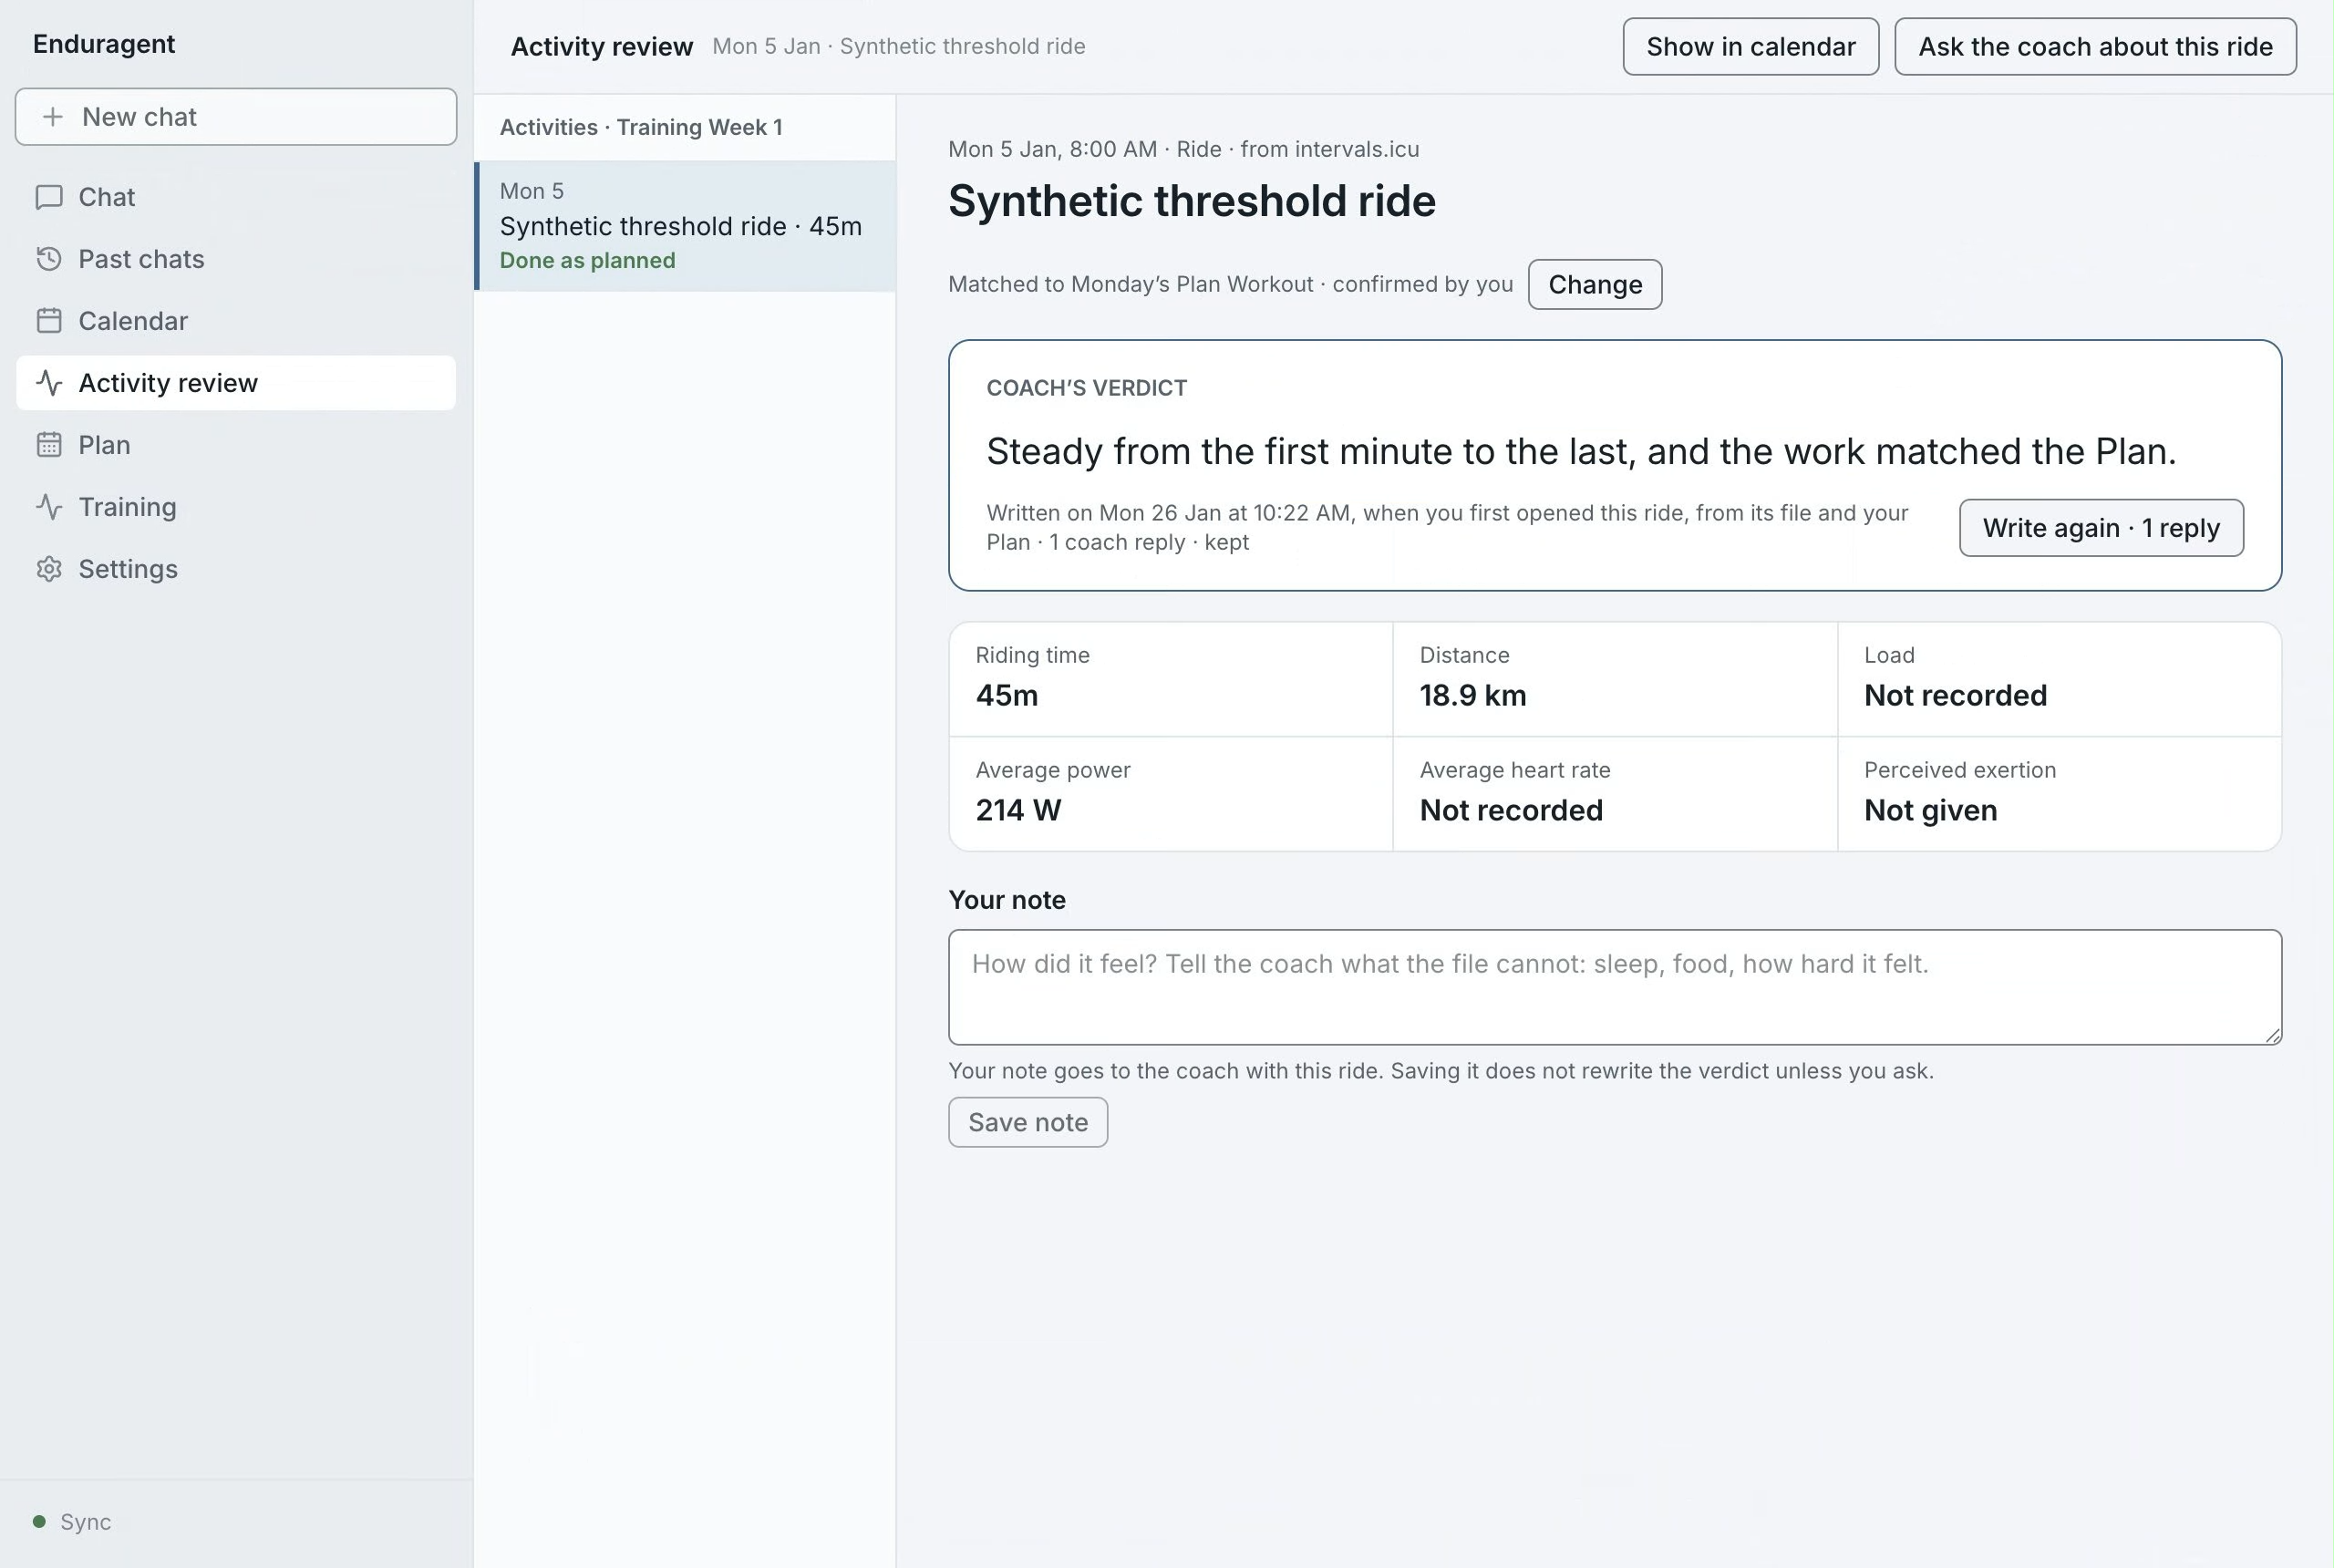 Enduragent
New chat
Chat
Past chats
Calendar
Activity review
Plan
Training
Settings
Sync
Activity review Mon 5 Jan · Synthetic threshold ride
Show in calendar
Ask the coach about this ride
Activities · Training Week 1
Mon 5
Synthetic threshold ride · 45m
Done as planned
Mon 5 Jan, 8:00 AM · Ride · from intervals.icu
Synthetic threshold ride
Matched to Monday’s Plan Workout · confirmed by you
Change
COACH’S VERDICT
Steady from the first minute to the last, and the work matched the Plan.
Written on Mon 26 Jan at 10:22 AM, when you first opened this ride, from its file and your
Plan · 1 coach reply · kept
Write again · 1 reply
Riding time
45m
Distance
18.9 km
Load
Not recorded
Average power
214 W
Average heart rate
Not recorded
Perceived exertion
Not given
Your note
How did it feel? Tell the coach what the file cannot: sleep, food, how hard it felt.
Your note goes to the coach with this ride. Saving it does not rewrite the verdict unless you ask.
Save note